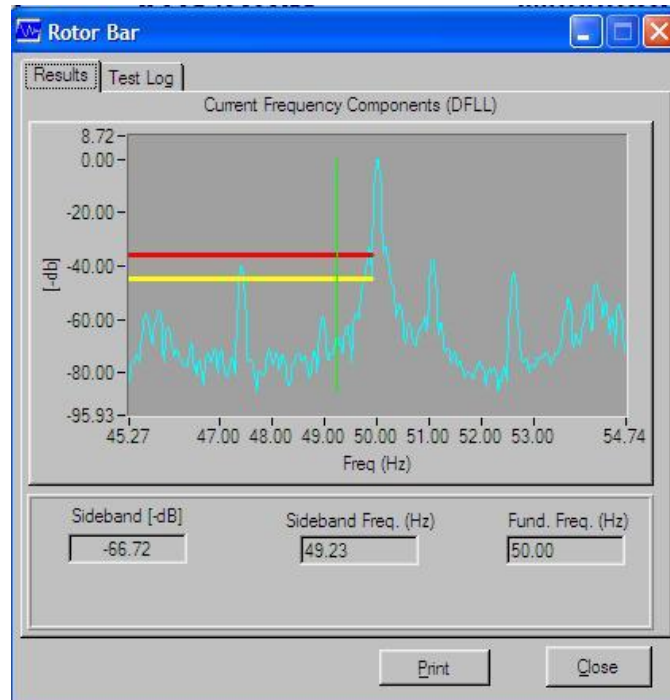 Rotor Bar
Results Test Log
Current Frequency Components (DFLL)
8.72
0.00
-20.00
-40.00
-60.00
-80.00
-95.93
[-db]
45.27 47.00 48.00 49.00 50.00 51.00 52.00 53.00 54.74
Freq (Hz)
Sideband [-dB] Sideband Freq. (Hz) Fund. Freq. (Hz)
-66.72 49.23 50.00
Print Close